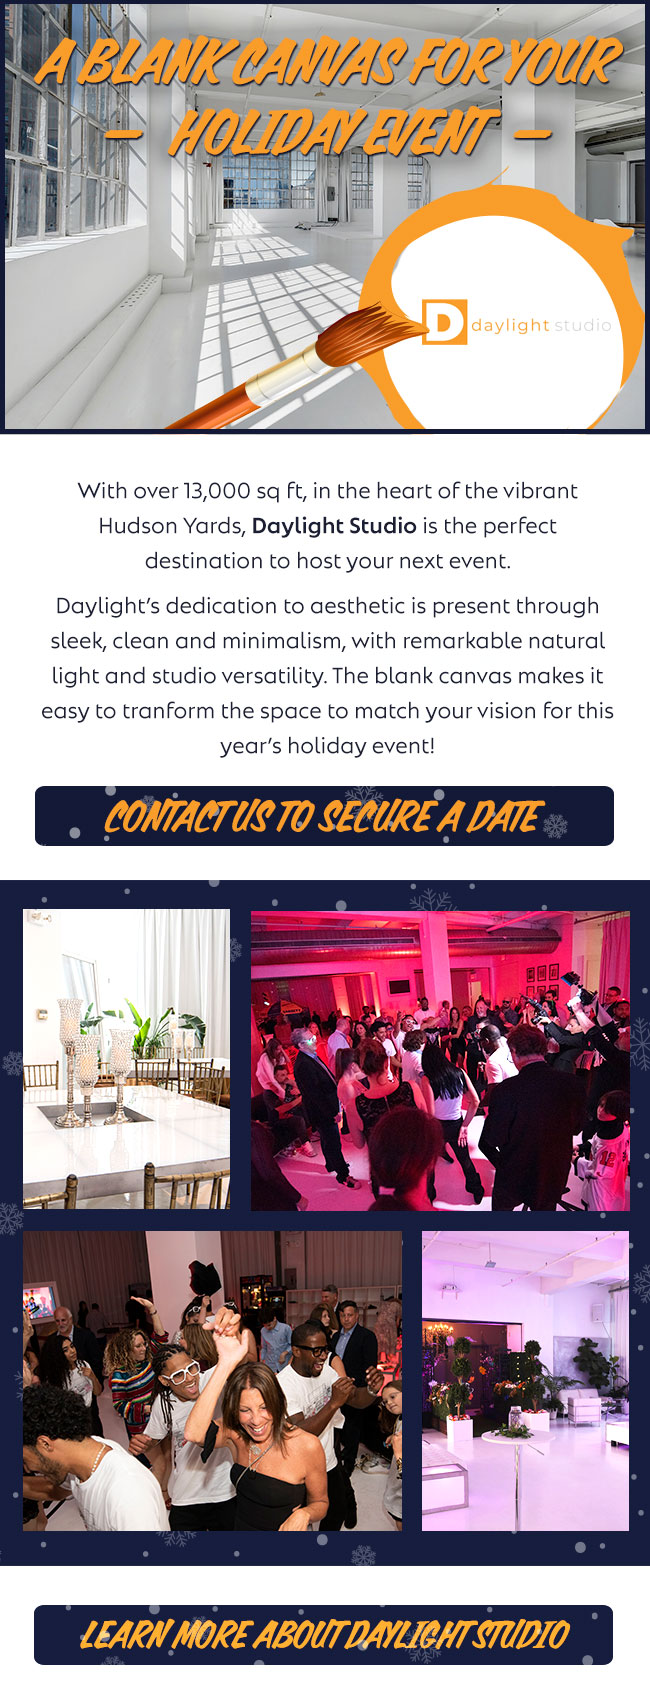 A BLANK CANVAS FOR YOUR
— HOLIDAY EVENT —
D daylight studio
With over 13,000 sq ft, in the heart of the vibrant
Hudson Yards, Daylight Studio is the perfect
destination to host your next event.
Daylight's dedication to aesthetic is present through
sleek, clean and minimalism, with remarkable natural
light and studio versatility. The blank canvas makes it
easy to tranform the space to match your vision for this
year's holiday event!
CONTACT US TO SECURE A DATE
12
LEARN MORE ABOUT DAYLIGHT STUDIO